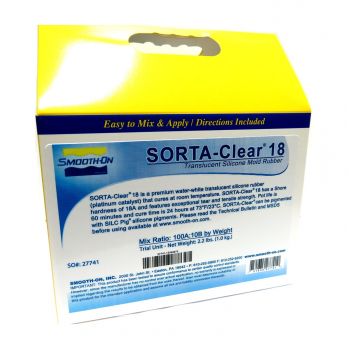 Easy to Mix & Apply / Directions Included
SMOOTH-ON
SORTA-Clear® 18
Translucent Silicone Mold Rubber
SORTA-Clear® 18 is a premium water-white translucent silicone rubber
(platinum catalyst) that cures at room temperature. SORTA-Clear® 18 has a Shore
hardness of 18A and features exceptional tear and tensile strength. Pot life is
60 minutes and cure time is 24 hours at 73°F/23°C. SORTA-Clear® can be pigmented
with SILC Pig® silicone pigments. Please read the Technical Bulletin and MSDS
before using available at www.smooth-on.com.
Mix Ratio: 100A:10B by Weight
Trial Unit - Net Weight: 2.2 lbs. (1.0 kg.)
SO#: 27741
SMOOTH-ON, INC.